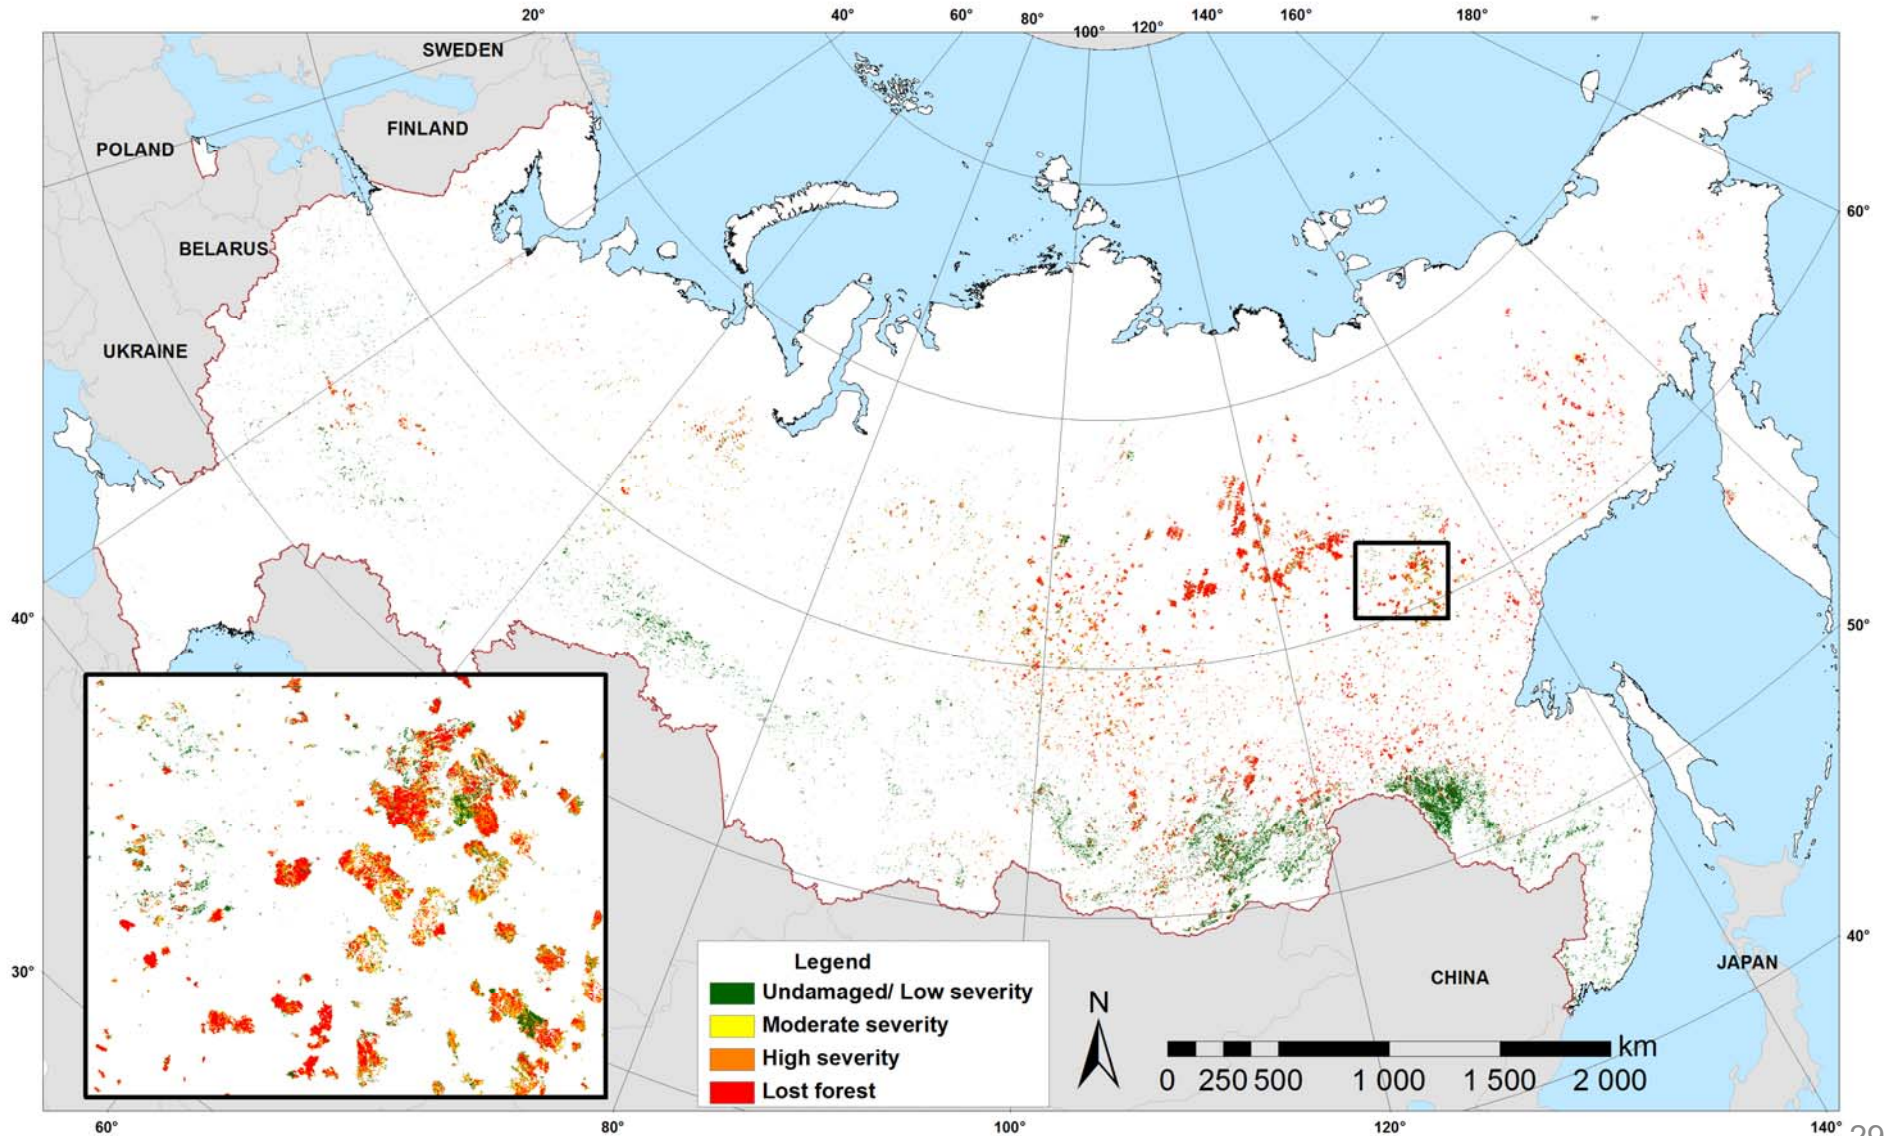 20°
40°
60°
80°
100°
120°
140°
160°
180°
SWEDEN
FINLAND
POLAND
60°
BELARUS
UKRAINE
40°
50°
Legend
Undamaged/ Low severity
Moderate severity
High severity
Lost forest
40°
30°
CHINA
JAPAN
N
km
0 250 500 1 000 1 500 2 000
60°
80°
100°
120°
140°
29